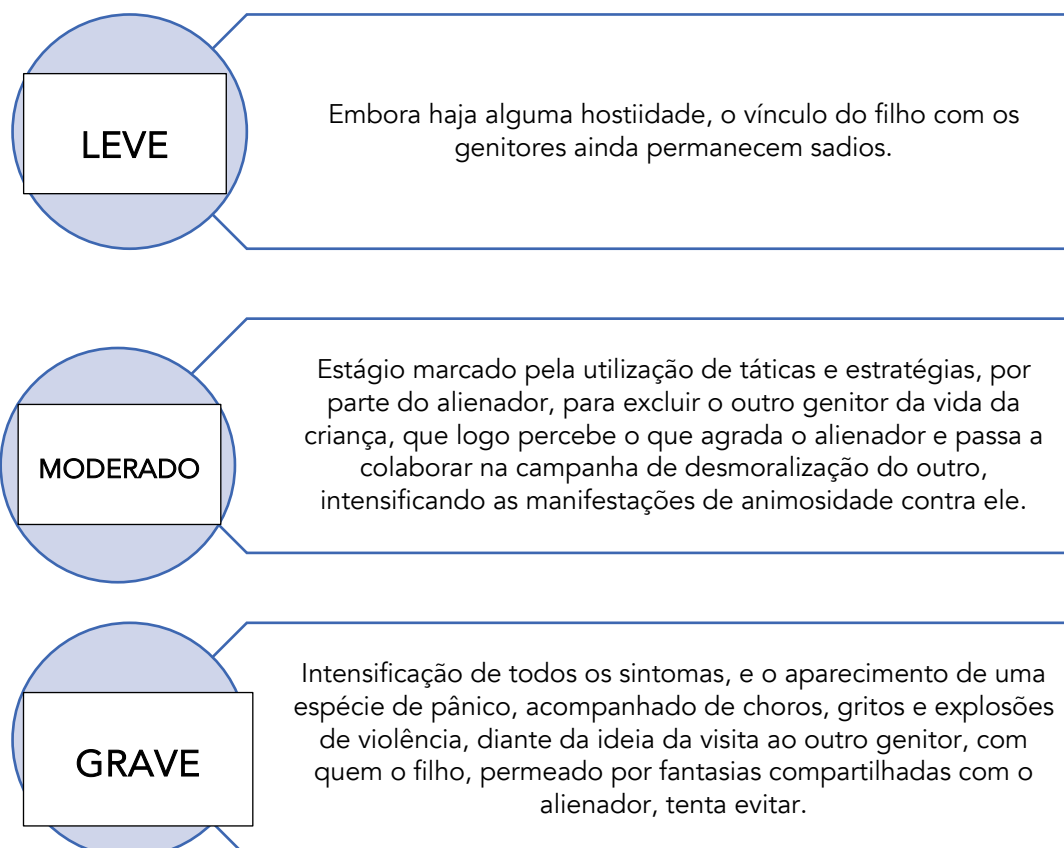 LEVE
Embora haja alguma hostiidade, o vínculo do filho com os
genitores ainda permanecem sadios.
MODERADO
Estágio marcado pela utilização de táticas e estratégias, por
parte do alienador, para excluir o outro genitor da vida da
criança, que logo percebe o que agrada o alienador e passa a
colaborar na campanha de desmoralização do outro,
intensificando as manifestações de animosidade contra ele.
GRAVE
Intensificação de todos os sintomas, e o aparecimento de uma
espécie de pânico, acompanhado de choros, gritos e explosões
de violência, diante da ideia da visita ao outro genitor, com
quem o filho, permeado por fantasias compartilhadas com o
alienador, tenta evitar.